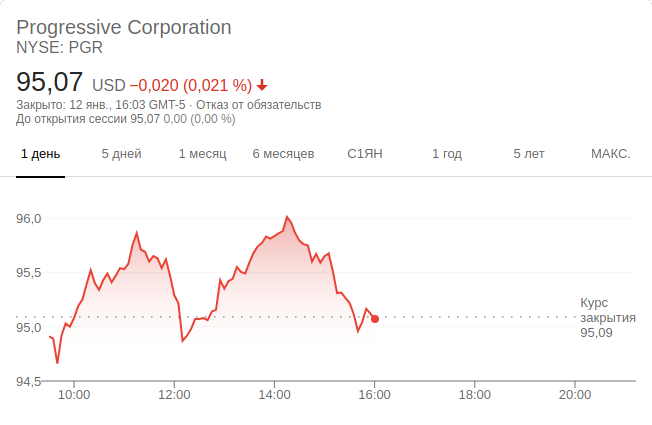 Progressive Corporation
NYSE: PGR
95,07 USD −0,020 (0,021 %)
Закрыто: 12 янв., 16:03 GMT-5 · Отказ от обязательств
До открытия сессии 95,07 0,00 (0,00 %)
1 день 5 дней 1 месяц 6 месяцев С1ЯН 1 год 5 лет МАКС.
96,0
95,5
95,0
94,5
Курс
закрытия
95,09
10:00 12:00 14:00 16:00 18:00 20:00